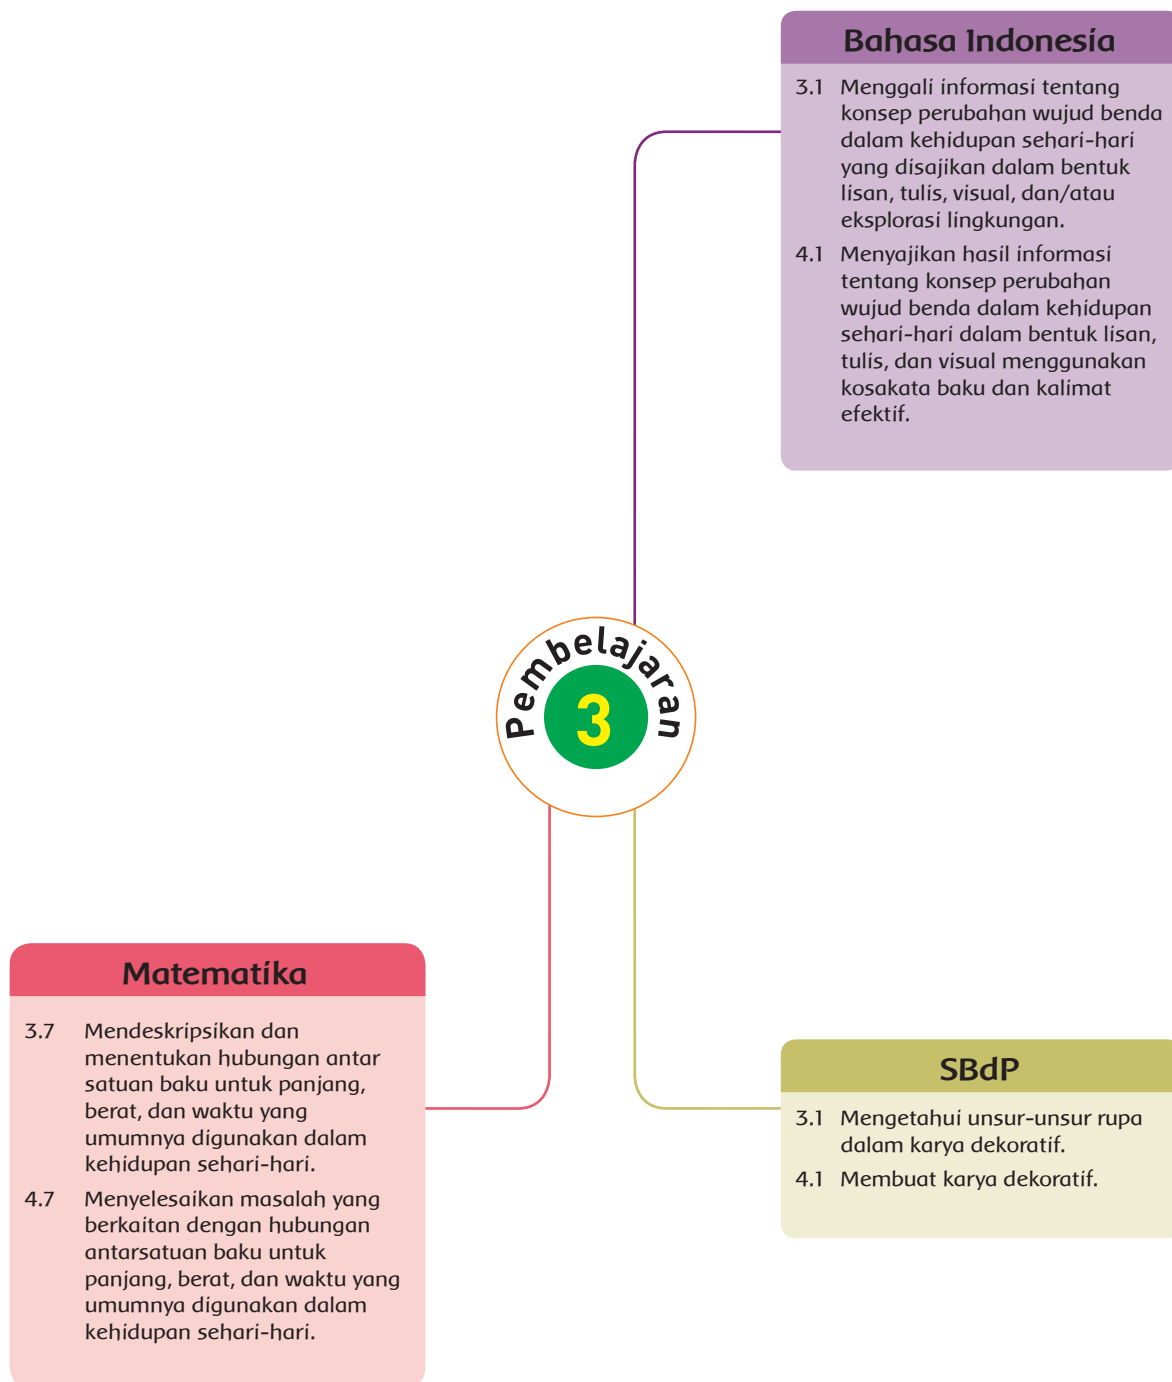 Bahasa Indonesia
3.1 Menggali informasi tentang
konsep perubahan wujud benda
dalam kehidupan sehari-hari
yang disajikan dalam bentuk
lisan, tulis, visual, dan/atau
eksplorasi lingkungan.
4.1 Menyajikan hasil informasi
tentang konsep perubahan
wujud benda dalam kehidupan
sehari-hari dalam bentuk lisan,
tulis, dan visual menggunakan
kosakata baku dan kalimat
efektif.
Pembelajaran
3
Matematika
3.7 Mendeskripsikan dan
menentukan hubungan antar
satuan baku untuk panjang,
berat, dan waktu yang
umumnya digunakan dalam
kehidupan sehari-hari.
4.7 Menyelesaikan masalah yang
berkaitan dengan hubungan
antarsatuan baku untuk
panjang, berat, dan waktu yang
umumnya digunakan dalam
kehidupan sehari-hari.
SBdP
3.1 Mengetahui unsur-unsur rupa
dalam karya dekoratif.
4.1 Membuat karya dekoratif.